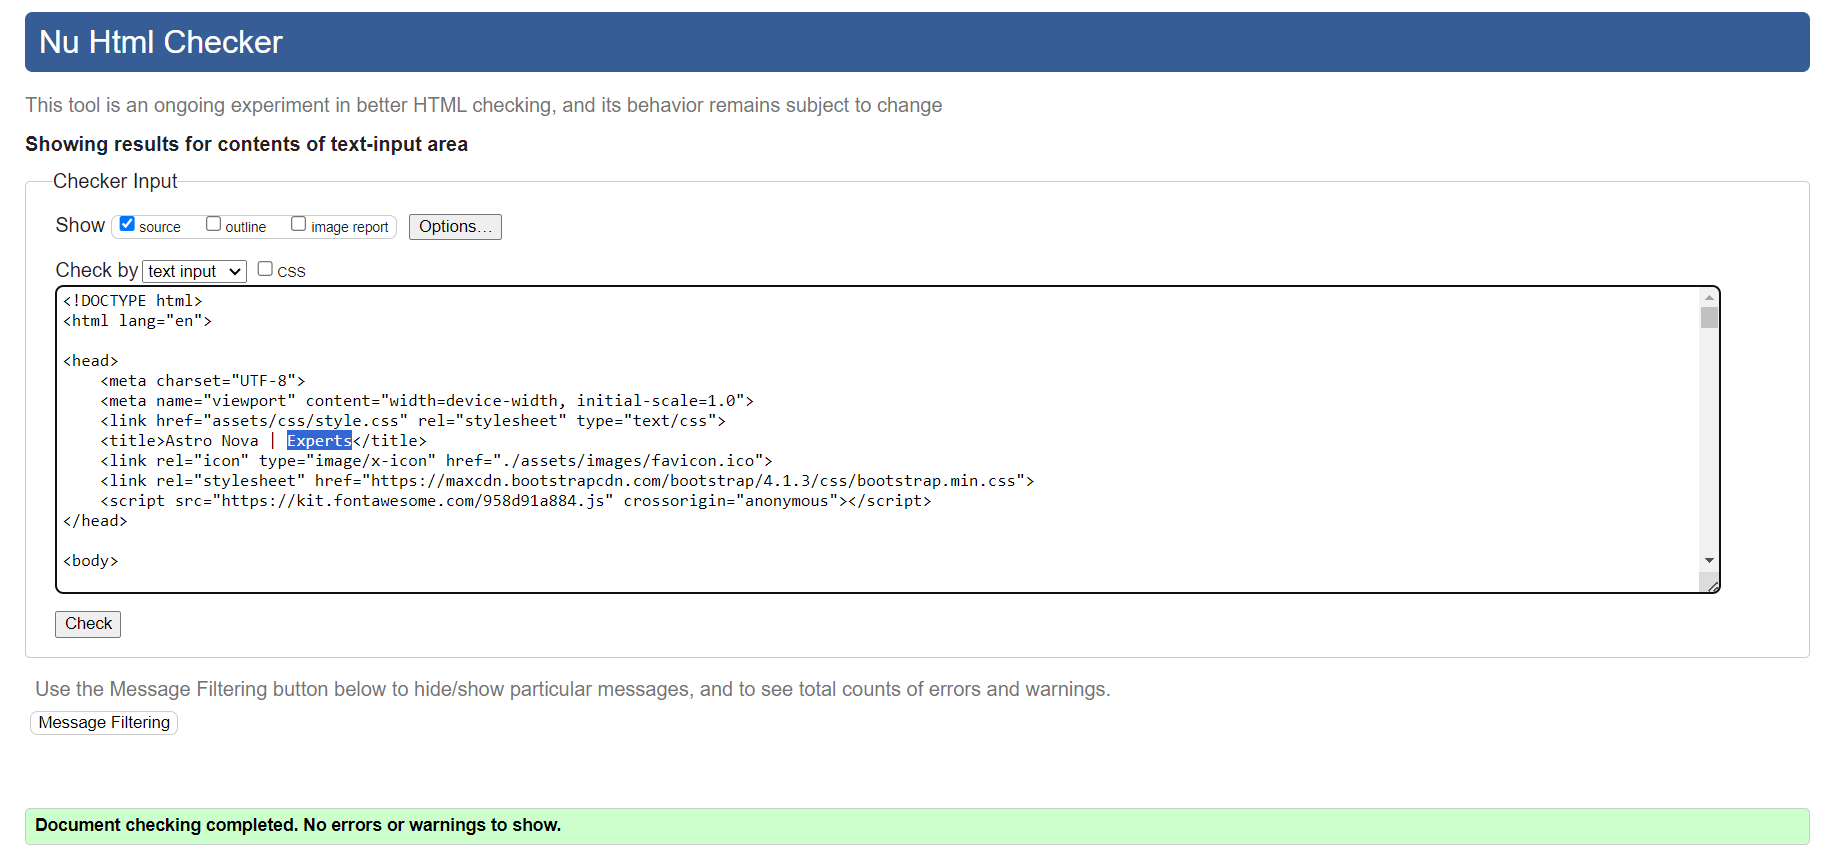 Nu Html Checker
This tool is an ongoing experiment in better HTML checking, and its behavior remains subject to change
Showing results for contents of text-input area
Checker Input
Show source outline image report Options...
Check by text input CSS
<!DOCTYPE html>
<html lang="en">
<head>
<meta charset="UTF-8">
<meta name="viewport" content="width=device-width, initial-scale=1.0">
<link href="assets/css/style.css" rel="stylesheet" type="text/css">
<title>Astro Nova | Experts</title>
<link rel="icon" type="image/x-icon" href="./assets/images/favicon.ico">
<link rel="stylesheet" href="https://maxcdn.bootstrapcdn.com/bootstrap/4.1.3/css/bootstrap.min.css">
<script src="https://kit.fontawesome.com/958d91a884.js" crossorigin="anonymous"></script>
</head>
<body>
Check
Use the Message Filtering button below to hide/show particular messages, and to see total counts of errors and warnings.
Message Filtering
Document checking completed. No errors or warnings to show.